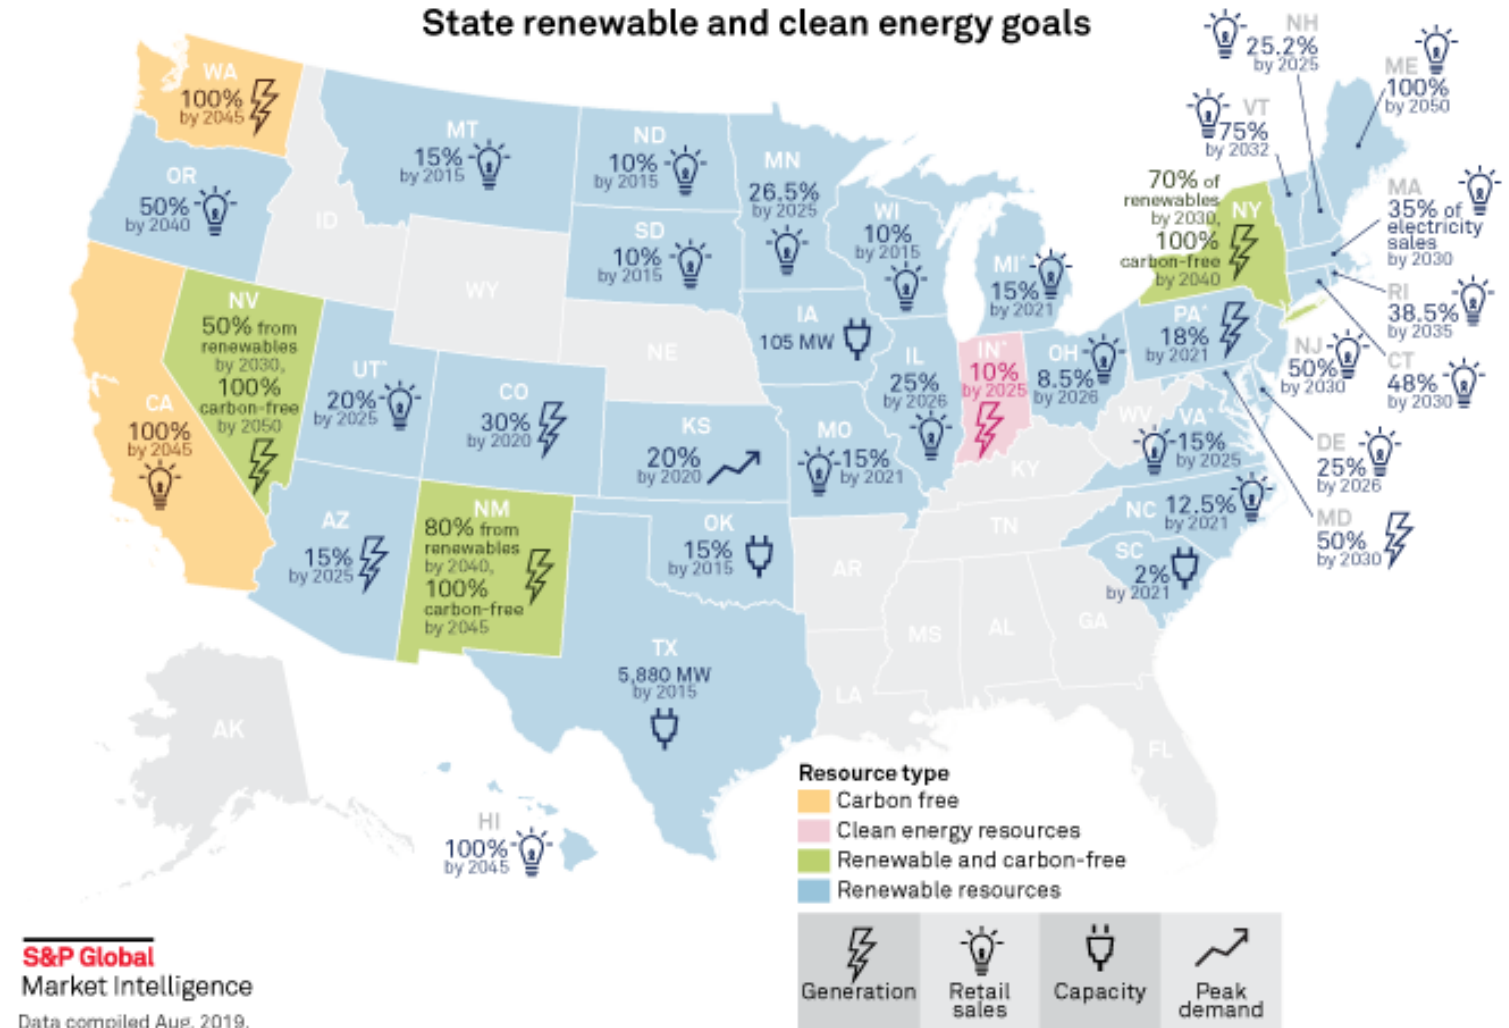 State renewable and clean energy goals
WA
100%
by 2045
OR
50%
by 2040
CA
100%
by 2045
NV
50% from
renewables
by 2030,
100%
carbon-free
by 2050
ID
MT
15%
by 2015
WY
UT*
20%
by 2025
CO
30%
by 2020
AZ
15%
by 2025
NM
80% from
renewables
by 2040,
100%
carbon-free
by 2045
ND
10%
by 2015
SD
10%
by 2015
NE
KS
20%
by 2020
OK
15%
by 2015
TX
5,880 MW
by 2015
MN
26.5%
by 2025
IA
105 MW
MO
15%
by 2021
AR
LA
WI
10%
by 2015
IL
25%
by 2026
MI*
15%
by 2021
IN*
10%
by 2025
OH
8.5%
by 2026
KY
TN
MS
AL
GA
FL
WV
VA*
15%
by 2025
NC 12.5%
by 2021
SC
2%
by 2021
PA*
18%
by 2021
70% of
renewables
by 2030,
100%
carbon-free
by 2040
NY
VT
75%
by 2032
NH
25.2%
by 2025
ME
100%
by 2050
MA
35% of
electricity
sales
by 2030
RI
38.5%
by 2035
CT
48%
by 2030
NJ
50%
by 2030
DE
25%
by 2026
MD
50%
by 2030
AK
HI
100%
by 2045
Resource type
Carbon free
Clean energy resources
Renewable and carbon-free
Renewable resources
Generation
Retail
sales
Capacity
Peak
demand
S&P Global
Market Intelligence
Data compiled Aug. 2019.